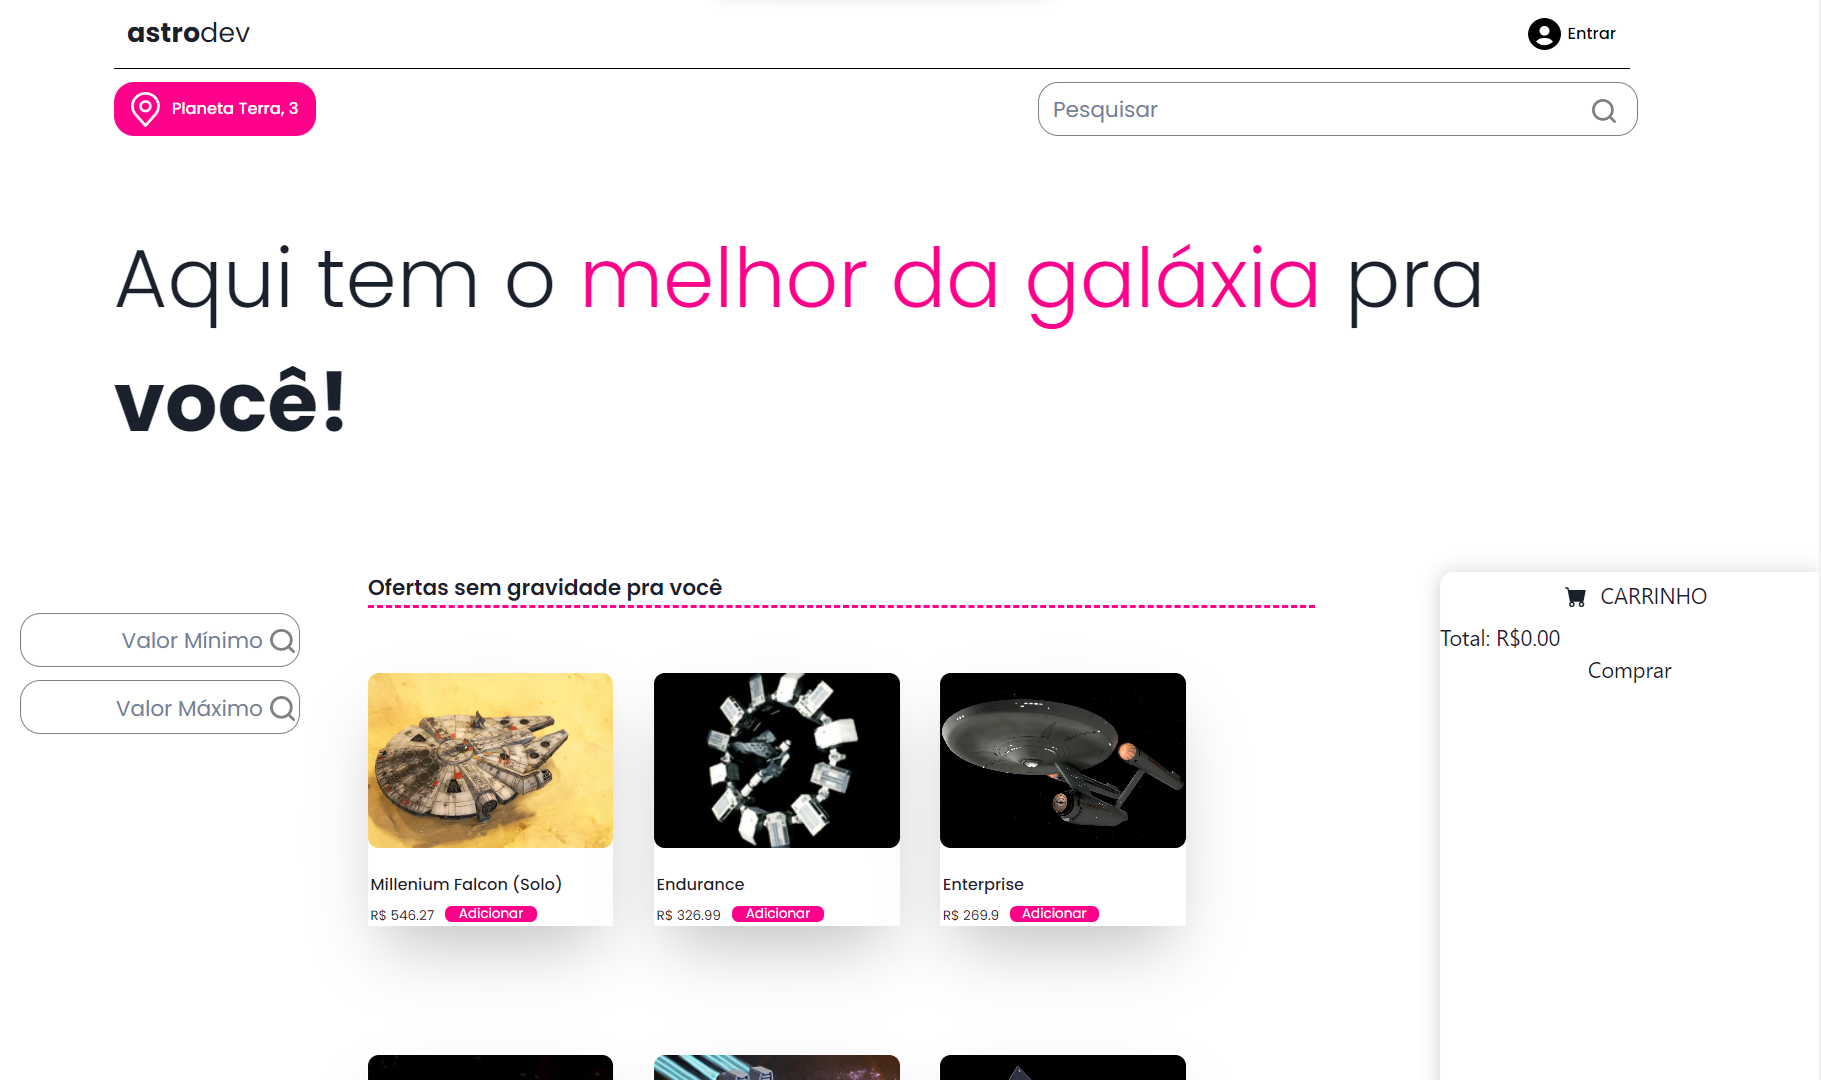 astrodev
Entrar
Planeta Terra, 3
Pesquisar
Aqui tem o melhor da galáxia pra
você!
Ofertas sem gravidade pra você
CARRINHO
Valor Mínimo
Total: R$0.00
Comprar
Valor Máximo
Millenium Falcon (Solo)
R$ 546.27 Adicionar
Endurance
R$ 326.99 Adicionar
Enterprise
R$ 269.9 Adicionar